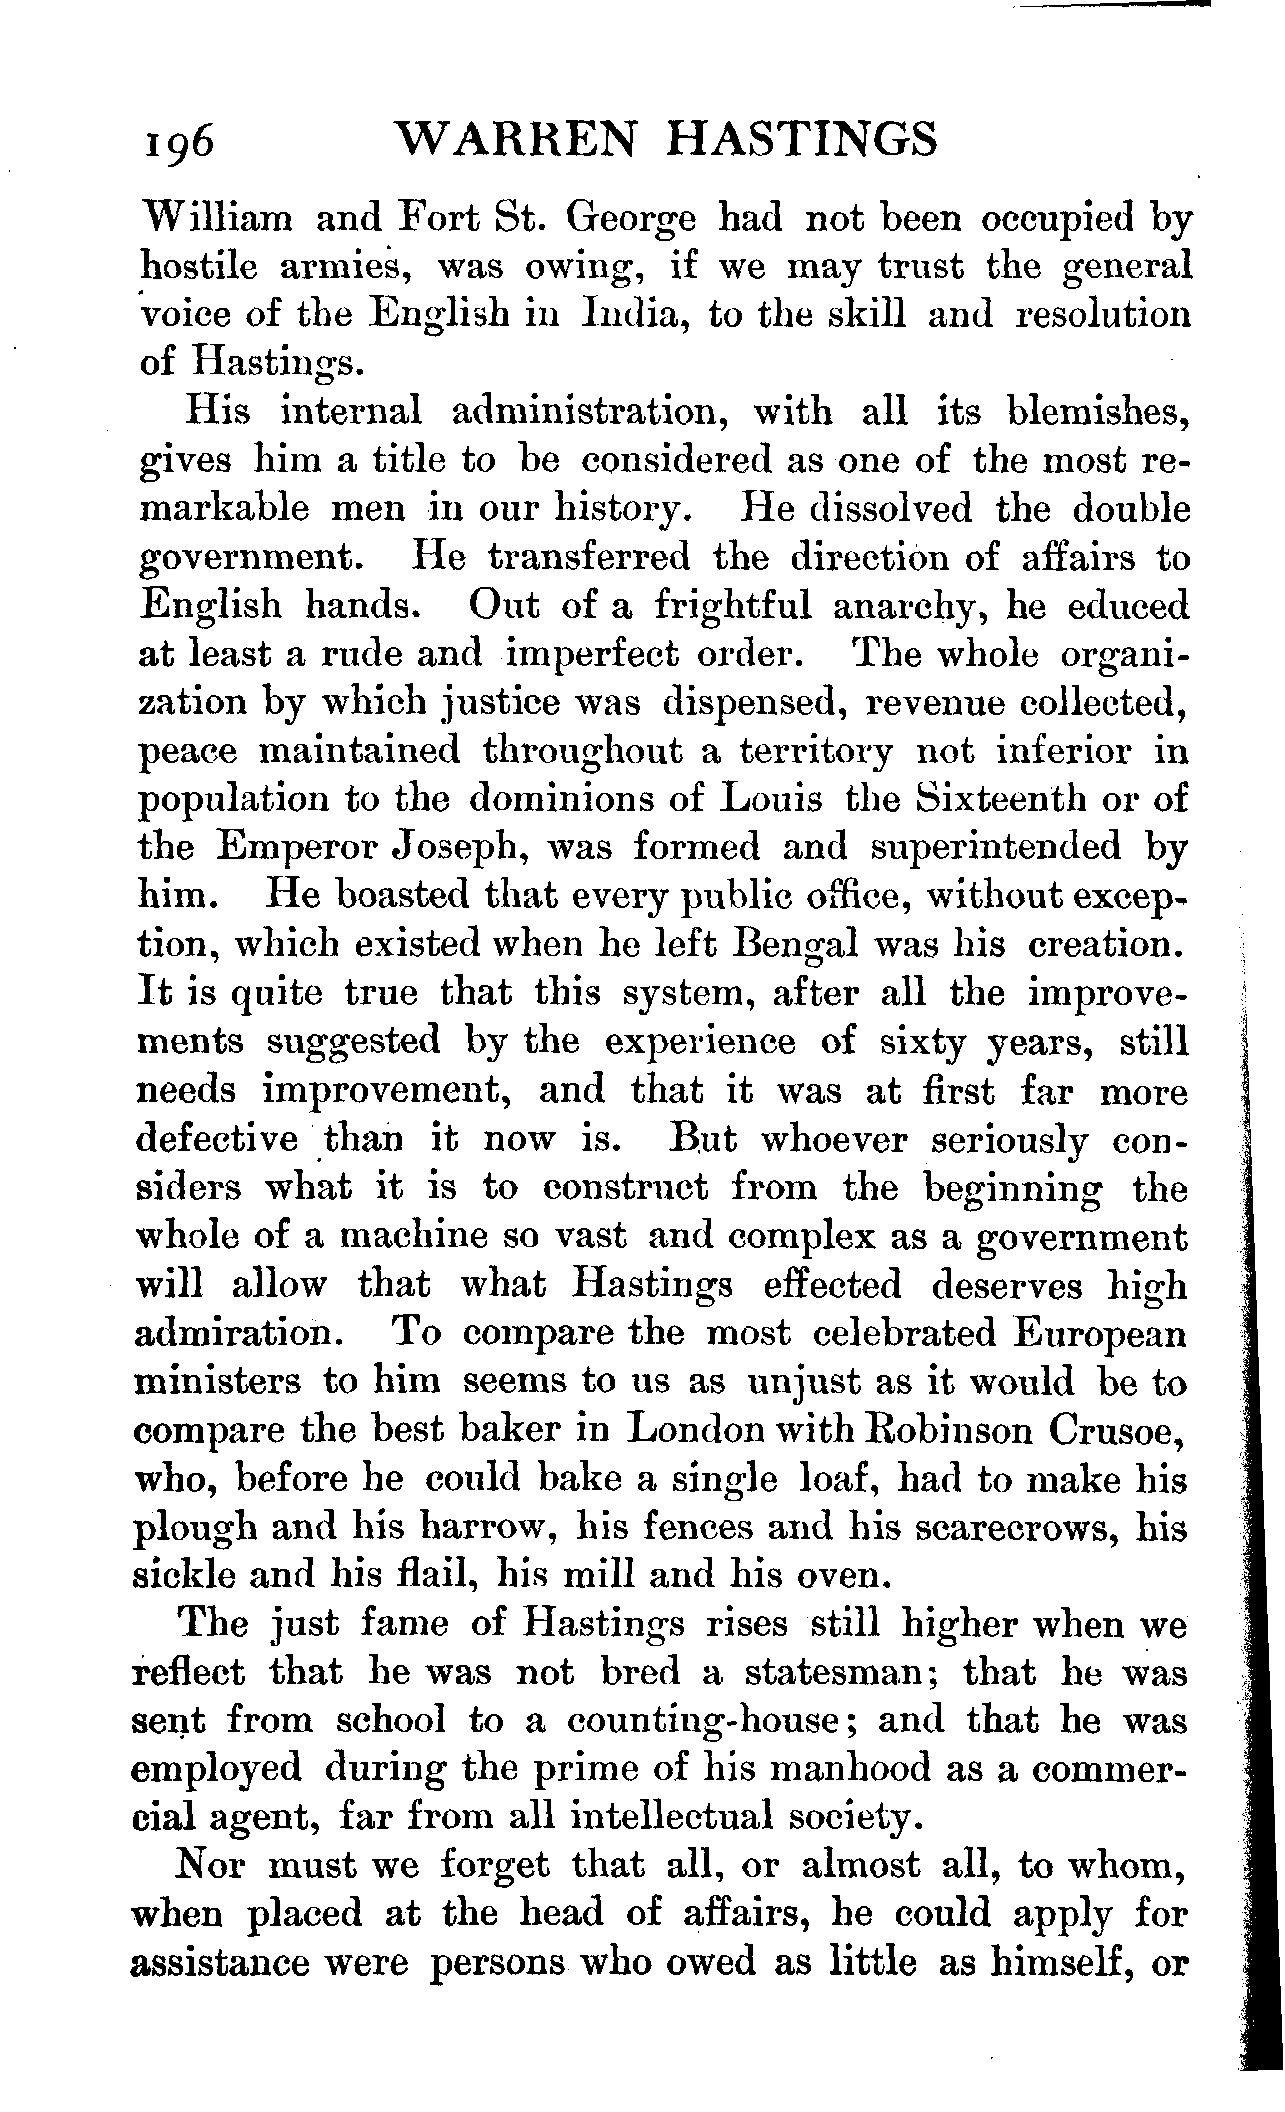 196 WARREN HASTINGS
William and Fort St. George had not been occupied by
hostile armies, was owing, if we may trust the general
voice of the English in India, to the skill and resolution
of Hastings.
His internal administration, with all its blemishes,
gives him a title to be considered as one of the most re-
markable men in our history. He dissolved the double
government. He transferred the direction of affairs to
English hands. Out of a frightful anarchy, he educed
at least a rude and imperfect order. The whole organi-
zation by which justice was dispensed, revenue collected,
peace maintained throughout a territory not inferior in
population to the dominions of Louis the Sixteenth or of
the Emperor Joseph, was formed and superintended by
him. He boasted that every public office, without excep-
tion, which existed when he left Bengal was his creation.
It is quite true that this system, after all the improve-
ments suggested by the experience of sixty years, still
needs improvement, and that it was at first far more
defective than it now is. But whoever seriously con-
siders what it is to construct from the beginning the
whole of a machine so vast and complex as a government
will allow that what Hastings effected deserves high
admiration. To compare the most celebrated European
ministers to him seems to us as unjust as it would be to
compare the best baker in London with Robinson Crusoe,
who, before he could bake a single loaf, had to make his
plough and his harrow, his fences and his scarecrows, his
sickle and his flail, his mill and his oven.
The just fame of Hastings rises still higher when we
reflect that he was not bred a statesman; that he was
sent from school to a counting-house; and that he was
employed during the prime of his manhood as a commer-
cial agent, far from all intellectual society.
Nor must we forget that all, or almost all, to whom,
when placed at the head of affairs, he could apply for
assistance were persons who owed as little as himself, or